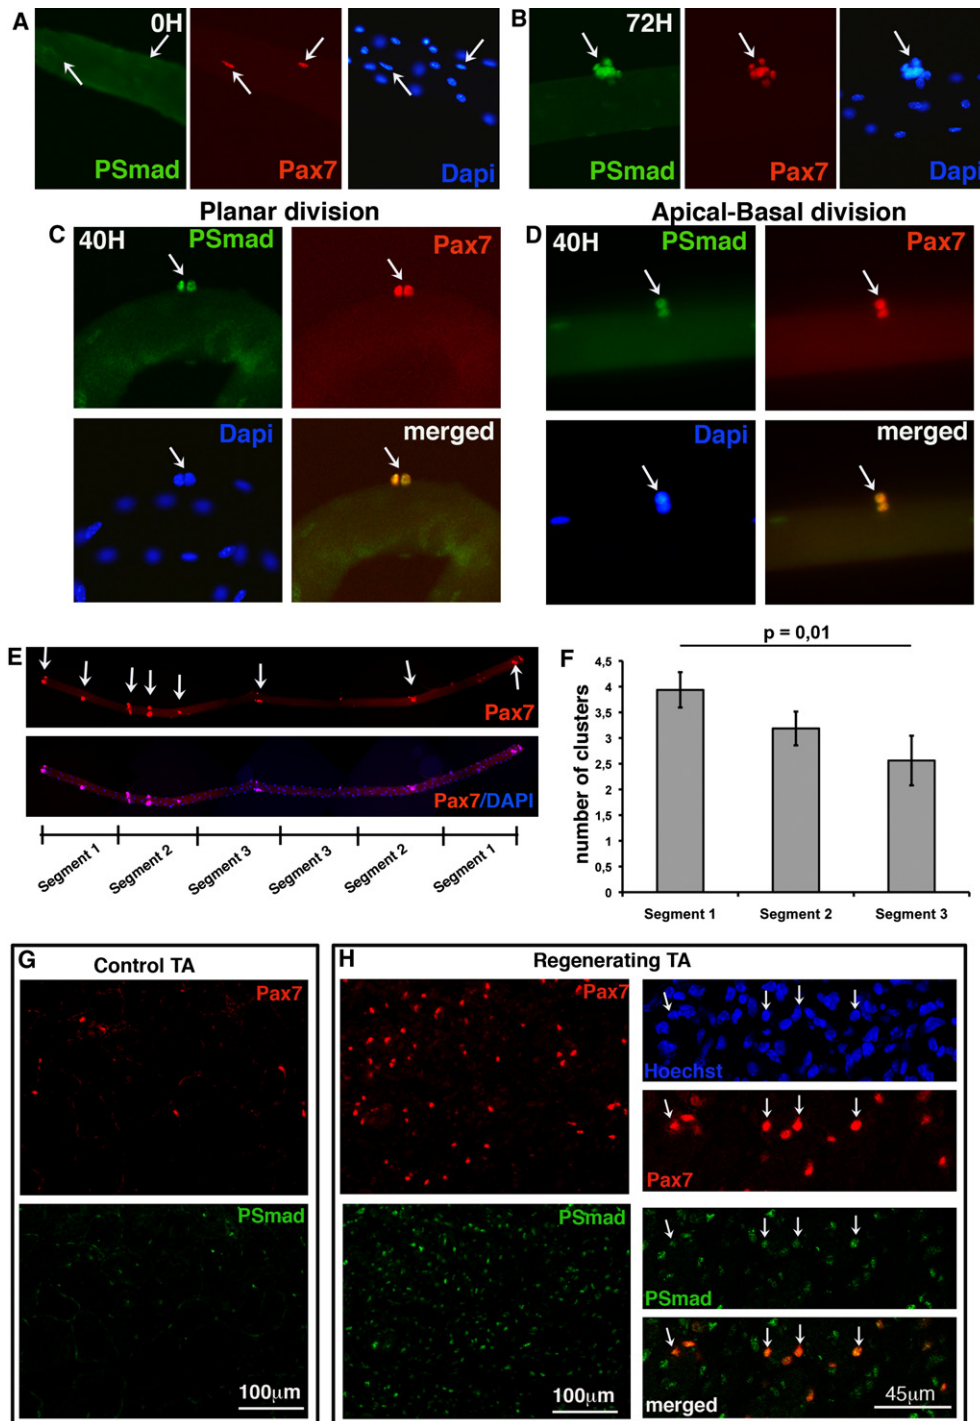 A
0H
PSmad
Pax7
Dapi
B
72H
PSmad
Pax7
Dapi
Planar division
C
40H
PSmad
Pax7
Dapi
merged
Apical-Basal division
D
40H
PSmad
Pax7
Dapi
merged
E
Pax7
Pax7/DAPI
Segment 1
Segment 2
Segment 3
Segment 3
Segment 2
Segment 1
F
p = 0,01
number of clusters
4,5
4
3,5
3
2,5
2
1,5
1
0,5
0
Segment 1
Segment 2
Segment 3
G
Control TA
Pax7
PSmad
100μm
H
Regenerating TA
Pax7
PSmad
100μm
Hoechst
Pax7
PSmad
merged
45μm